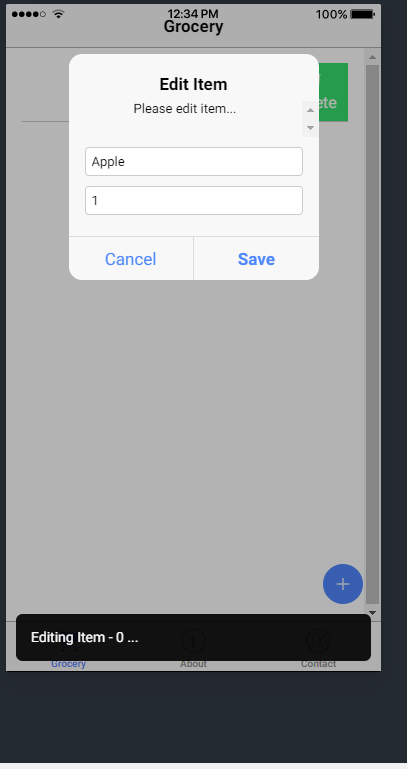 12:34 PM
100%
Grocery
Edit Item
Please edit item...
Apple
1
Cancel
Save
Editing Item - 0 ...
Grocery
About
Contact